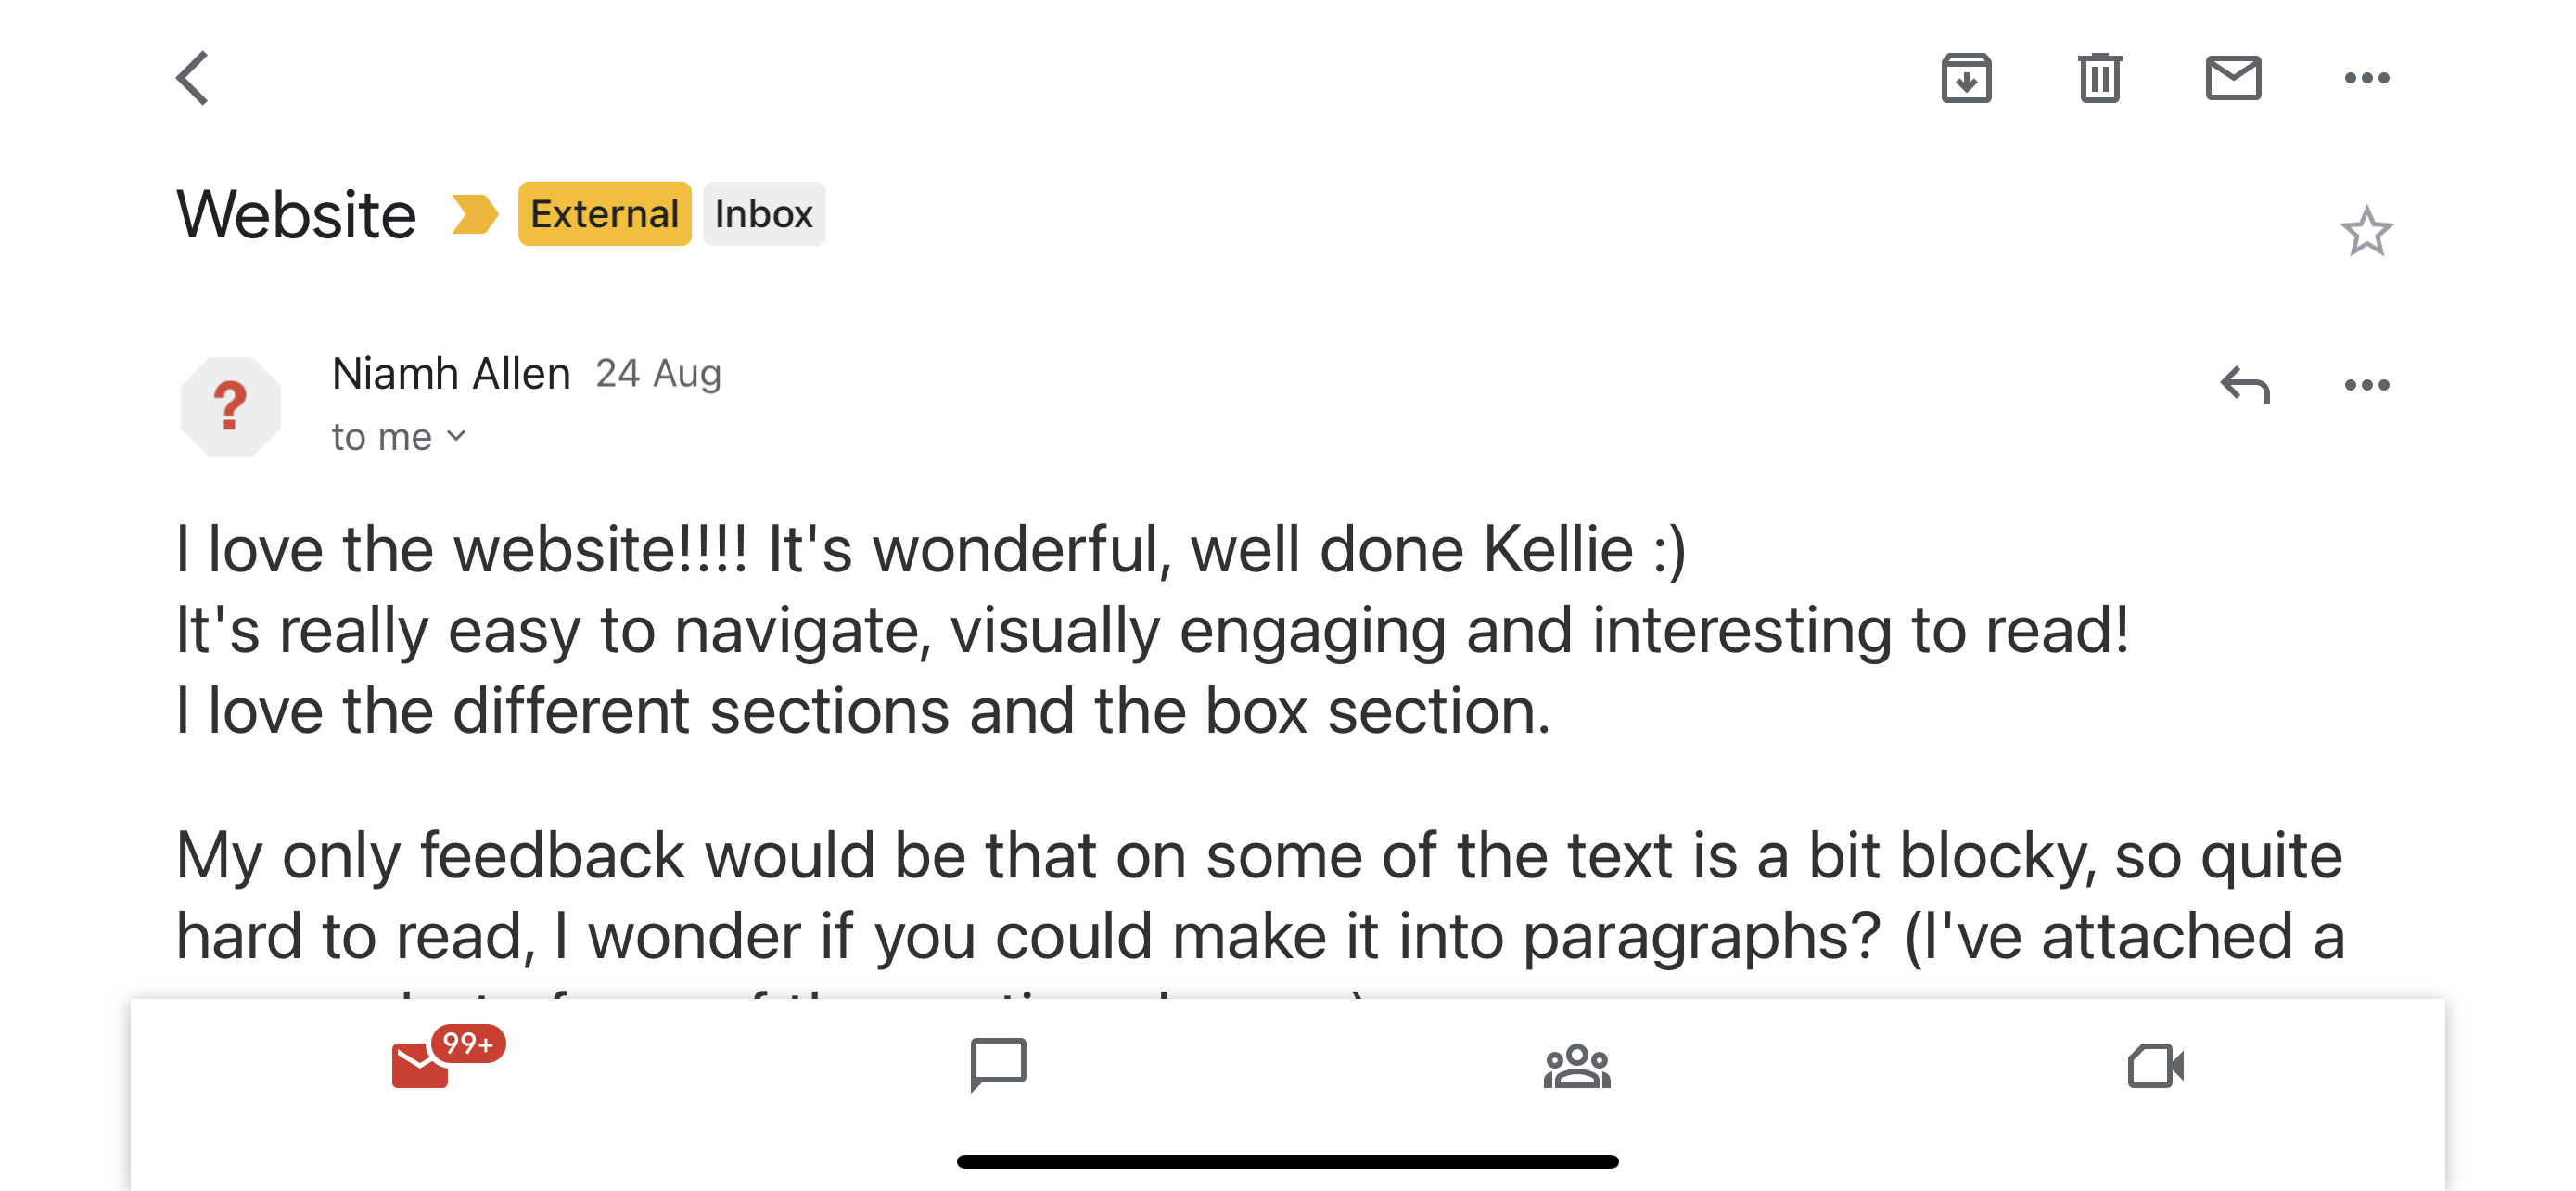 Website External Inbox
?
Niamh Allen 24 Aug
to me
I love the website!!!! It's wonderful, well done Kellie :)
It's really easy to navigate, visually engaging and interesting to read!
I love the different sections and the box section.
My only feedback would be that on some of the text is a bit blocky, so quite
hard to read, I wonder if you could make it into paragraphs? (I've attached a
99+